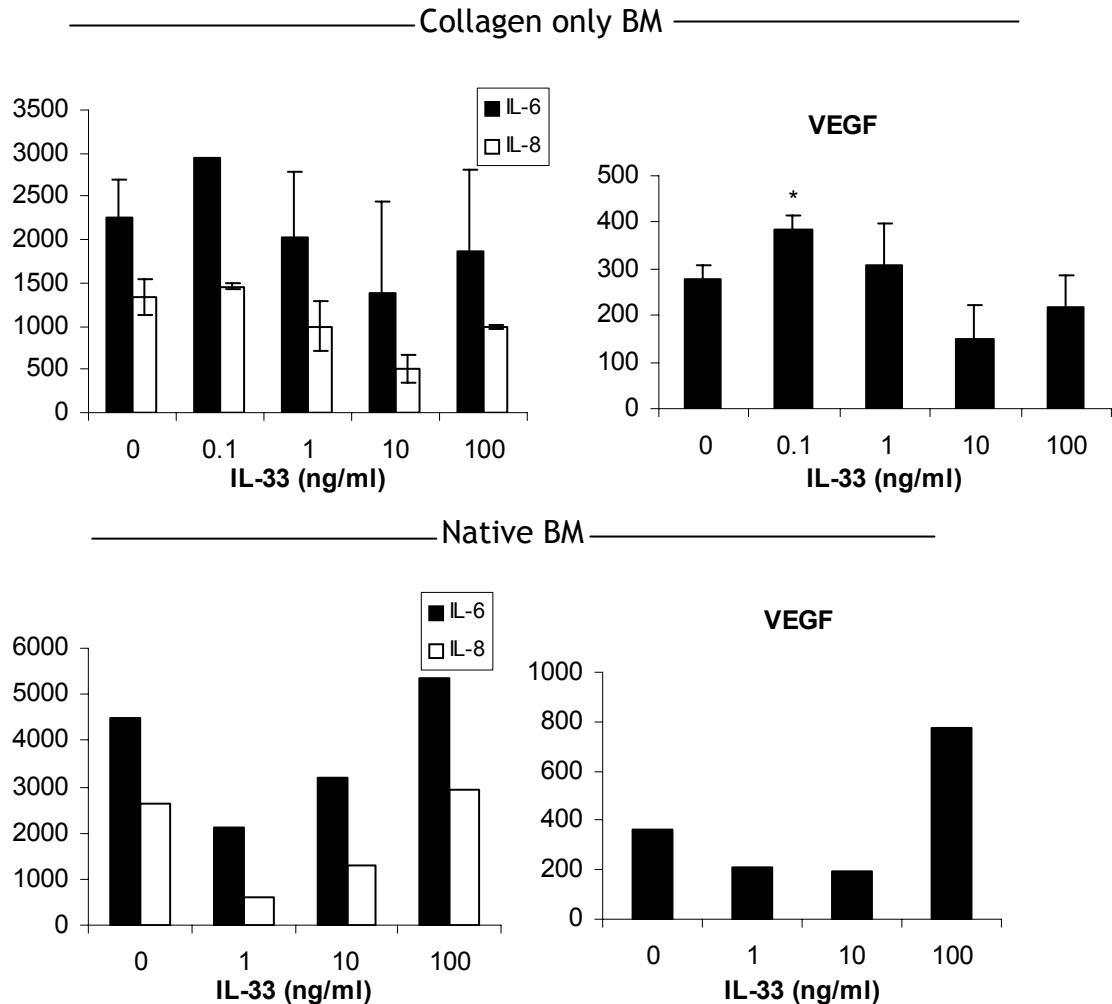 Collagen only BM
IL-6
IL-8
3500
3000
2500
2000
1500
1000
500
0
0 0.1 1 10 100
IL-33 (ng/ml)
VEGF
500
400
300
200
100
0
*
0 0.1 1 10 100
IL-33 (ng/ml)
Native BM
IL-6
IL-8
6000
5000
4000
3000
2000
1000
0
0 1 10 100
IL-33 (ng/ml)
VEGF
1000
800
600
400
200
0
0 1 10 100
IL-33 (ng/ml)